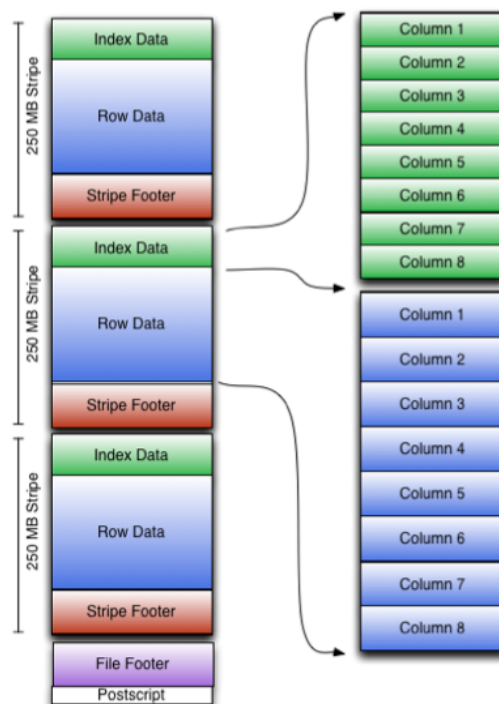 250 MB Stripe
Index Data
Row Data
Stripe Footer
250 MB Stripe
Index Data
Row Data
Stripe Footer
250 MB Stripe
Index Data
Row Data
Stripe Footer
File Footer
Postscript
Column 1
Column 2
Column 3
Column 4
Column 5
Column 6
Column 7
Column 8
Column 1
Column 2
Column 3
Column 4
Column 5
Column 6
Column 7
Column 8